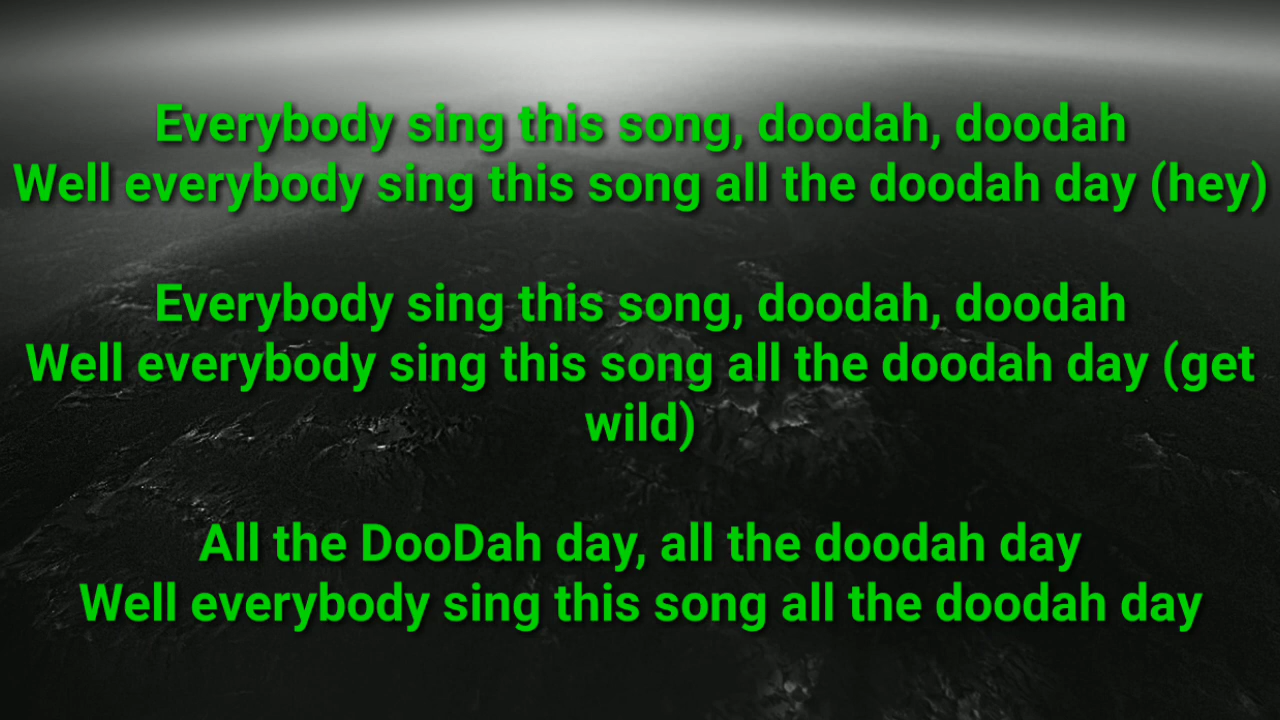 Everybody sing this song, doodah, doodah
Well everybody sing this song all the doodah day (hey)
Everybody sing this song, doodah, doodah
Well everybody sing this song all the doodah day (get
wild)
All the DooDah day, all the doodah day
Well everybody sing this song all the doodah day